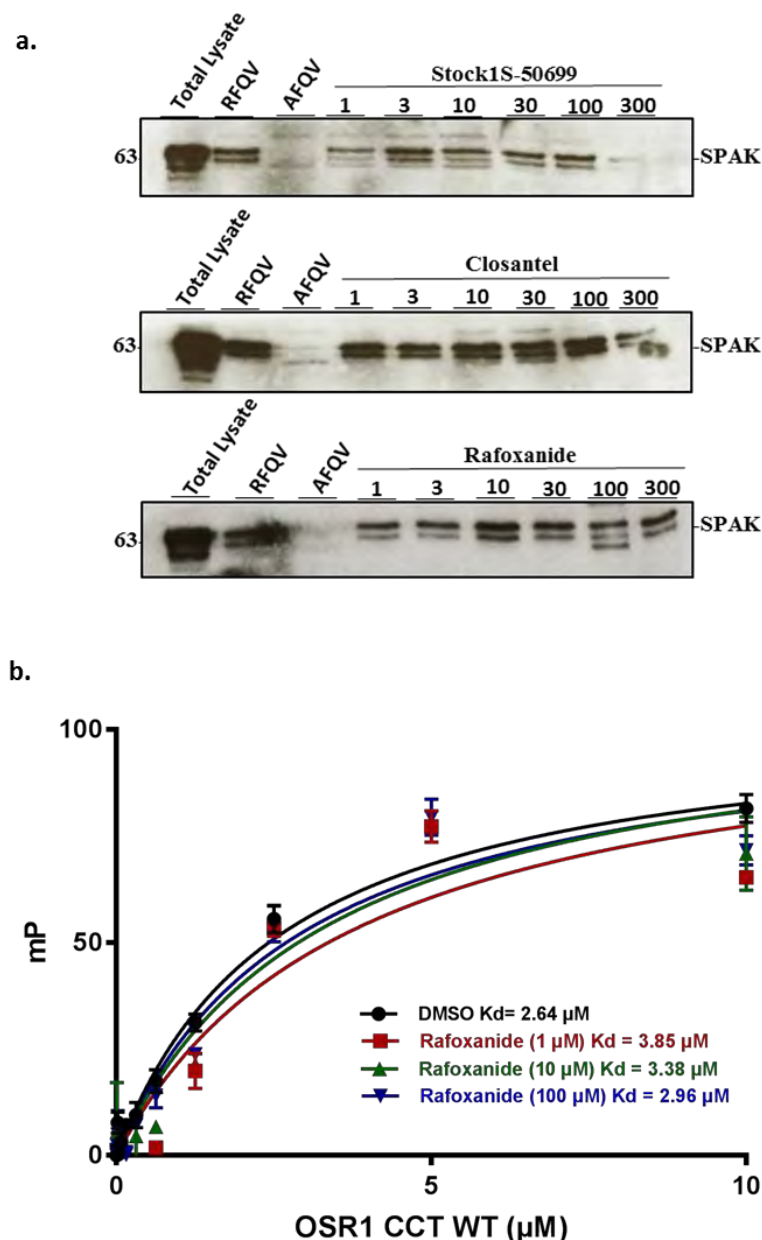 a.
Stock1S-50699
Total Lysate RFQV AFQV 1 3 10 30 100 300
63 -SPAK
Closantel
Total Lysate RFQV AFQV 1 3 10 30 100 300
63 -SPAK
Rafoxanide
Total Lysate RFQV AFQV 1 3 10 30 100 300
63 -SPAK
b.
100
50
0
mP
DMSO Kd= 2.64 µM
Rafoxanide (1 µM) Kd = 3.85 µM
Rafoxanide (10 µM) Kd = 3.38 µM
Rafoxanide (100 µM) Kd = 2.96 µM
0 5 10
OSR1 CCT WT (µM)